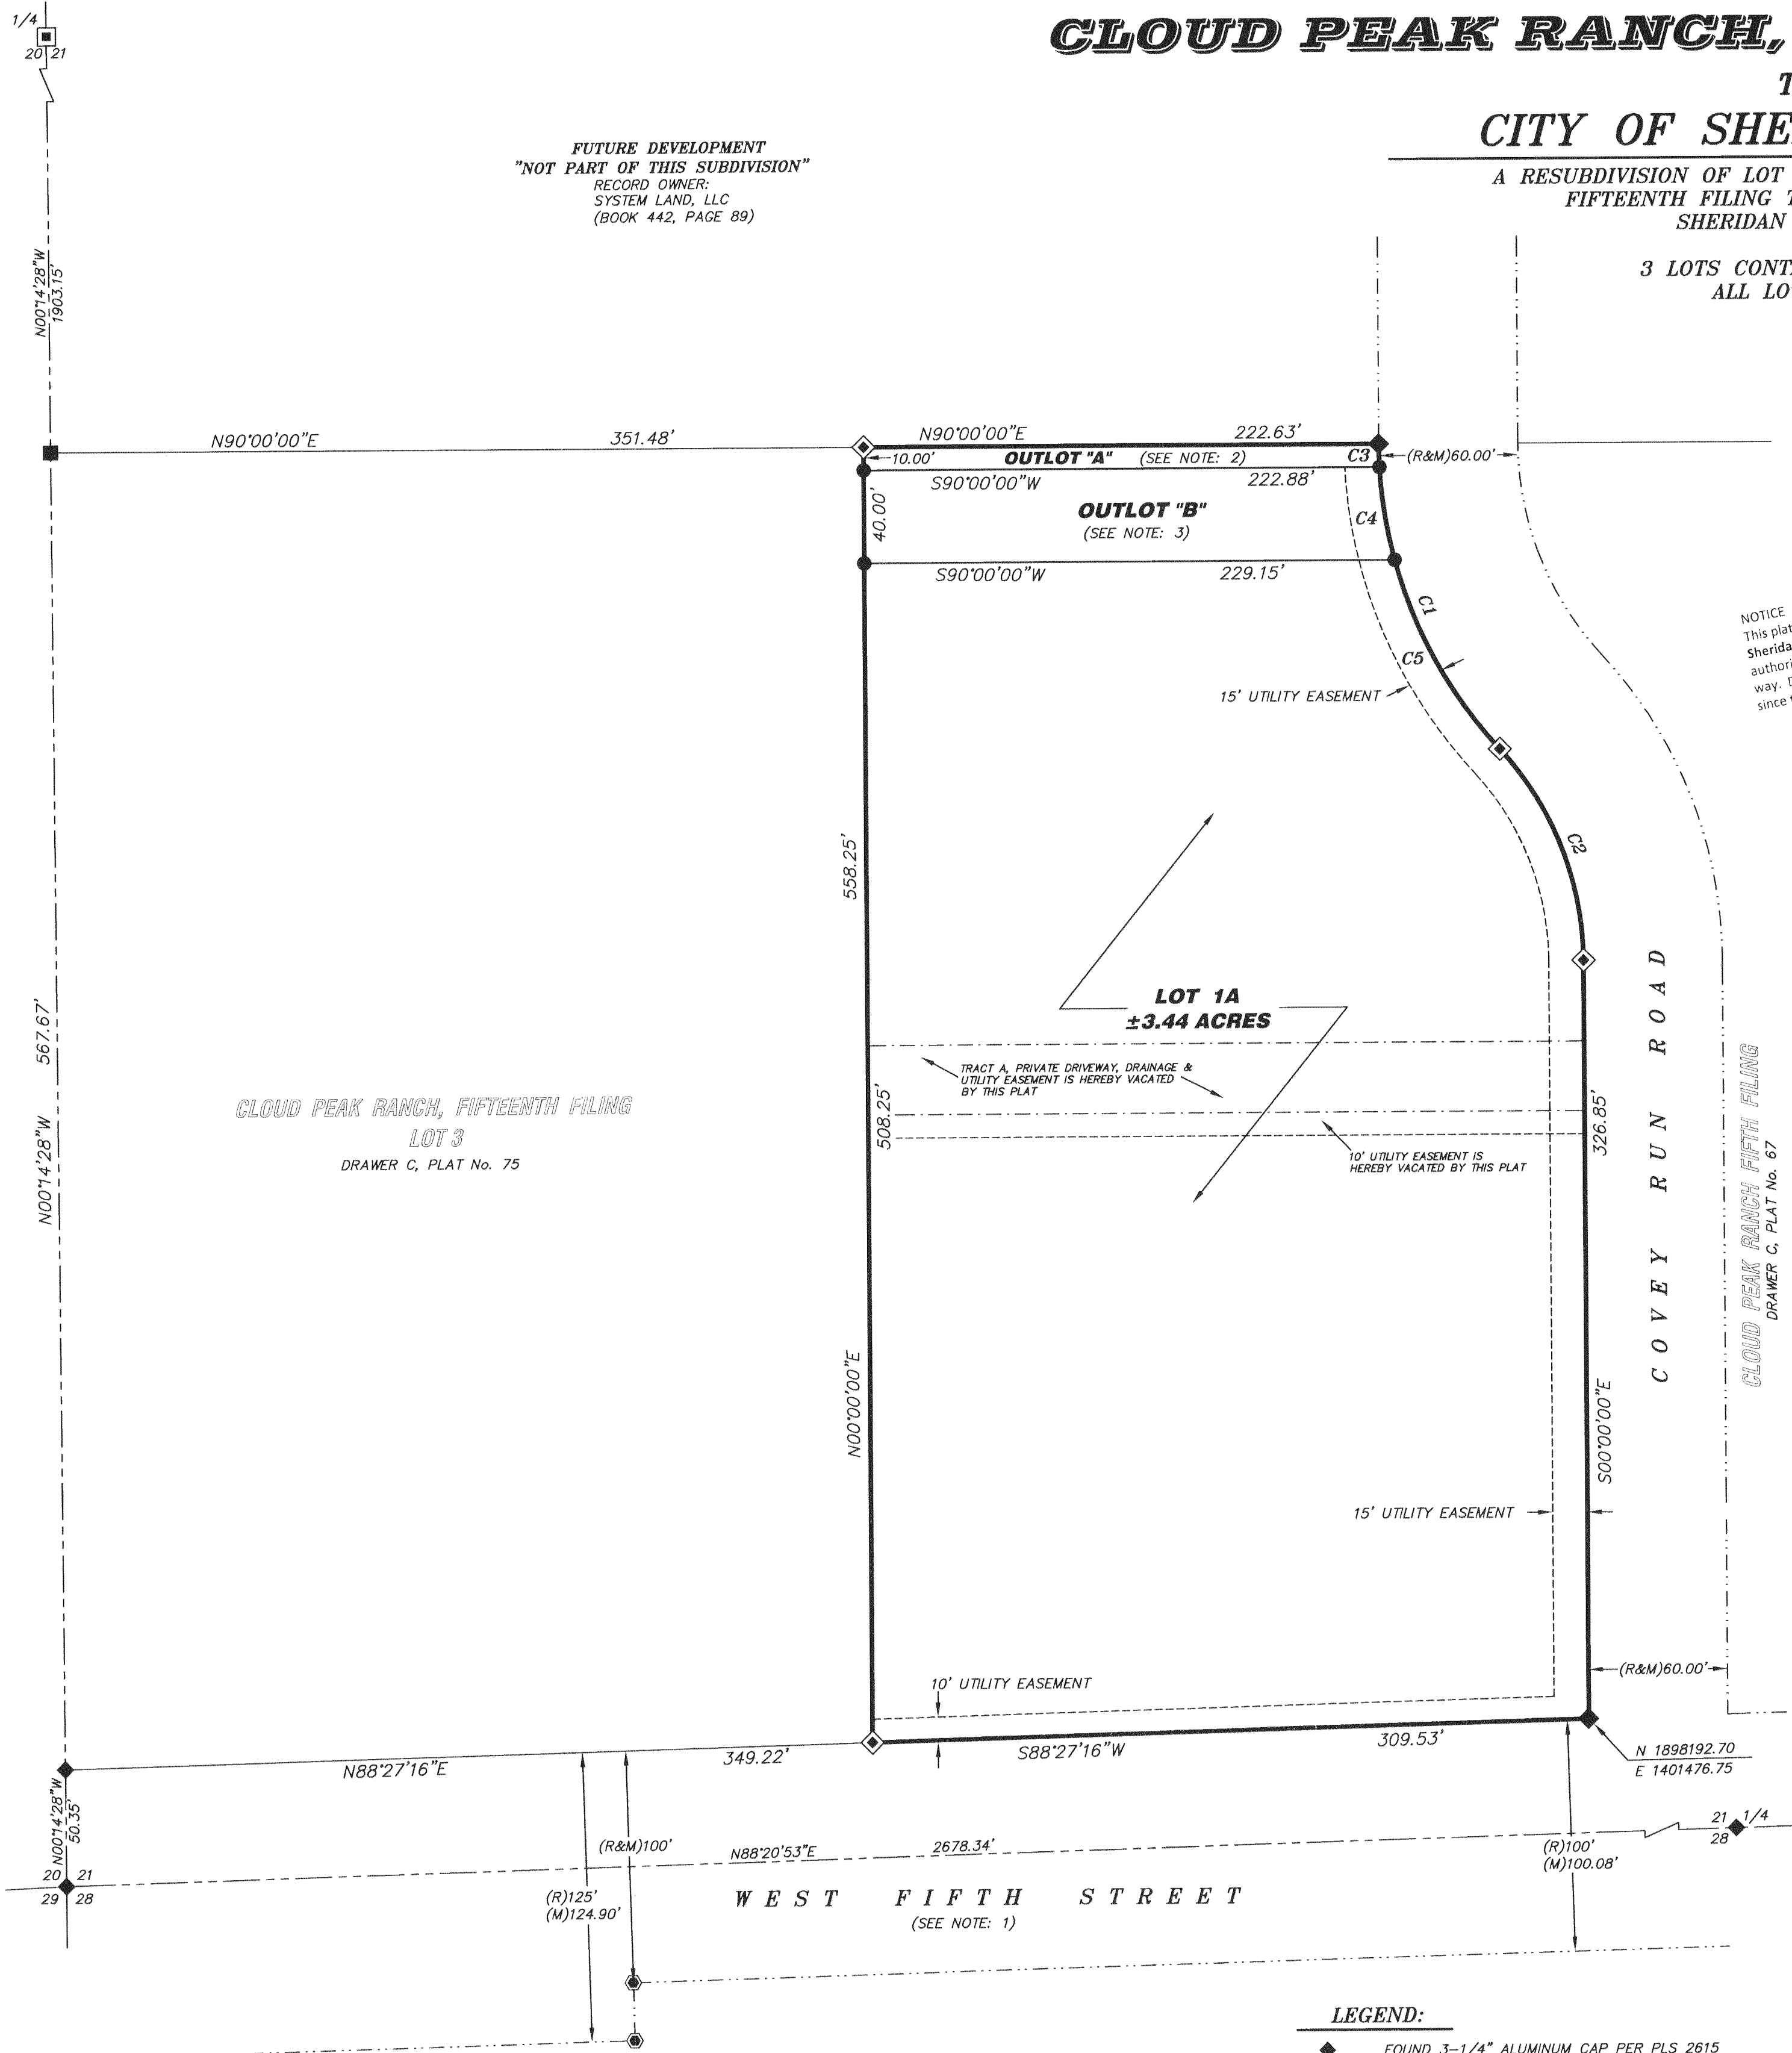 1/4
20 21
CLOUD PEAK RANCH,
T
CITY OF SHE
A RESUBDIVISION OF LOT
FIFTEENTH FILING T
SHERIDAN
3 LOTS CONT
ALL LO
FUTURE DEVELOPMENT
"NOT PART OF THIS SUBDIVISION"
RECORD OWNER:
SYSTEM LAND, LLC
(BOOK 442, PAGE 89)
N00°14'28"W
1903.15'
N90°00'00"E
351.48'
N90°00'00"E
222.63'
10.00'
OUTLOT "A" (SEE NOTE: 2)
C3
(R&M)60.00'
S90°00'00"W
222.88'
40.00'
OUTLOT "B"
(SEE NOTE: 3)
C4
S90°00'00"W
229.15'
C1
C5
15' UTILITY EASEMENT
NOTICE
This plat
Sherida
authori
way. D
since
C2
558.25'
LOT 1A
±3.44 ACRES
TRACT A, PRIVATE DRIVEWAY, DRAINAGE &
UTILITY EASEMENT IS HEREBY VACATED
BY THIS PLAT
508.25'
10' UTILITY EASEMENT IS
HEREBY VACATED BY THIS PLAT
326.85'
COVEY RUN ROAD
CLOUD PEAK RANCH FIFTH FILING
DRAWER C, PLAT No. 67
567.67'
N00°14'28"W
CLOUD PEAK RANCH, FIFTEENTH FILING
LOT 3
DRAWER C, PLAT No. 75
N00°00'00"E
S00°00'00"E
15' UTILITY EASEMENT
10' UTILITY EASEMENT
(R&M)60.00'
N88°27'16"E
349.22'
S88°27'16"W
309.53'
N 1898192.70
E 1401476.75
N00°14'28"W
50.35'
20 21
29 28
(R&M)100'
N88°20'53"E
2678.34'
21 1/4
28
(R)100'
(M)100.08'
(R)125'
(M)124.90'
WEST FIFTH STREET
(SEE NOTE: 1)
LEGEND:
FOUND 3-1/4" ALUMINUM CAP PER PLS 2615